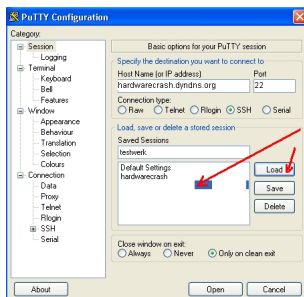 PuTTY Configuration
Category:
Session
Logging
Terminal
Keyboard
Bell
Features
Window
Appearance
Behaviour
Translation
Selection
Colours
Connection
Data
Proxy
Telnet
Rlogin
SSH
Serial
Basic options for your PuTTY session
Specify the destination you want to connect to
Host Name (or IP address) Port
hardwarecrash.dyndns.org 22
Connection type:
Raw Telnet Rlogin SSH Serial
Load, save or delete a stored session
Saved Sessions
testwerk
Default Settings
hardwarecrash
Load
Save
Delete
Close window on exit:
Always Never Only on clean exit
About Open Cancel